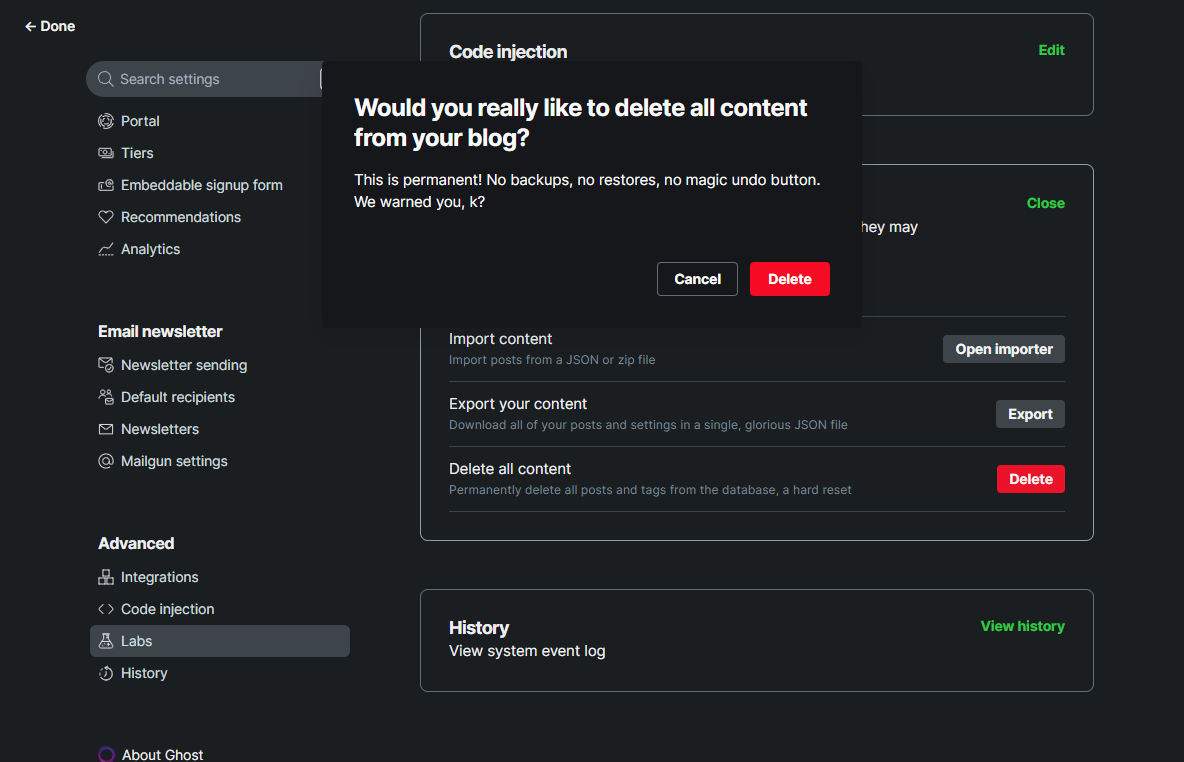 ← Done
Search settings
Portal
Tiers
Embeddable signup form
Recommendations
Analytics
Email newsletter
Newsletter sending
Default recipients
Newsletters
Mailgun settings
Advanced
Integrations
Code injection
Labs
History
About Ghost
Code injection
Edit
Would you really like to delete all content
from your blog?
This is permanent! No backups, no restores, no magic undo button.
We warned you, k?
Cancel
Delete
Close
may
Import content
Import posts from a JSON or zip file
Open importer
Export your content
Download all of your posts and settings in a single, glorious JSON file
Export
Delete all content
Permanently delete all posts and tags from the database, a hard reset
Delete
History
View system event log
View history